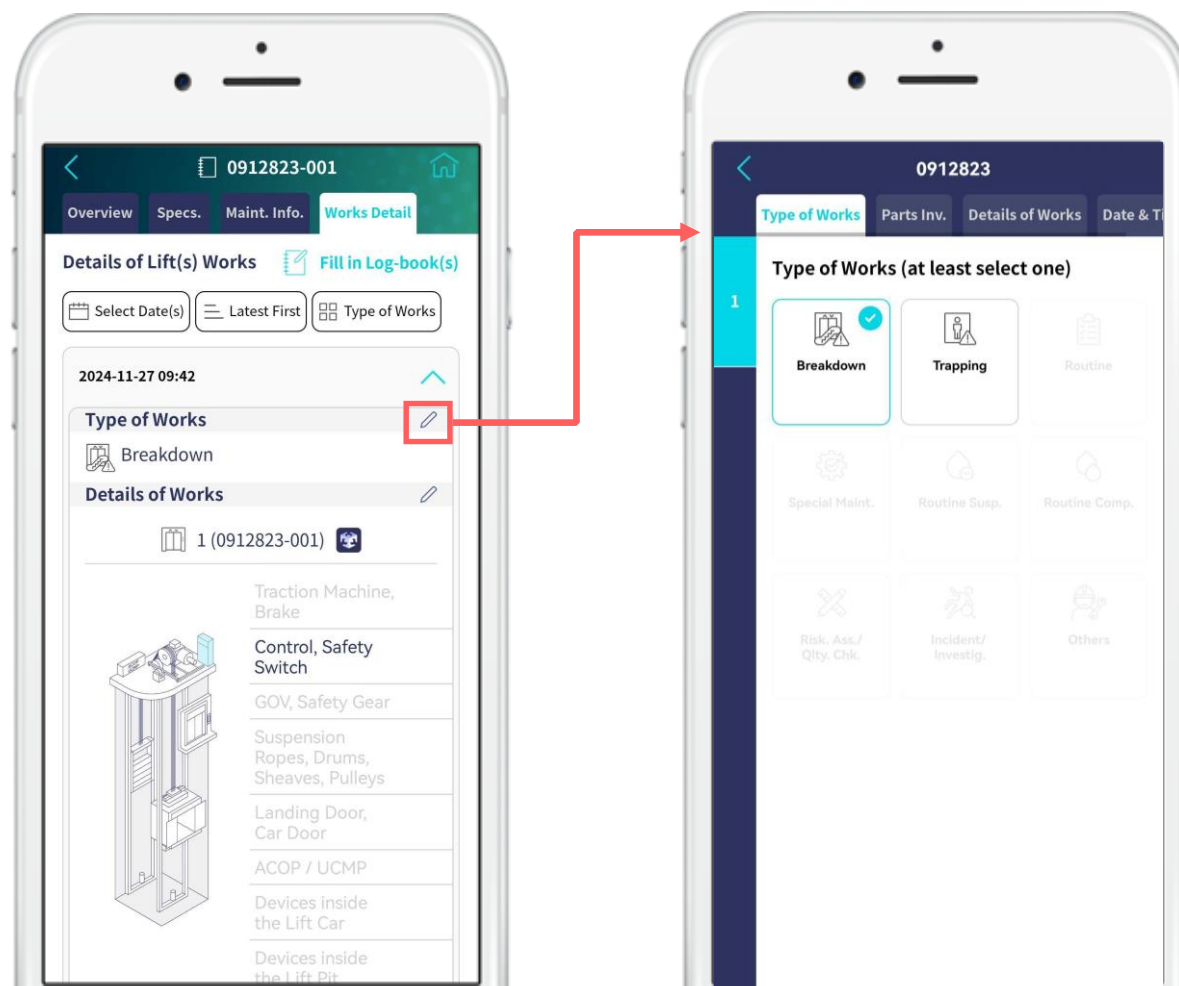 0912823-001
Overview Specs. Maint. Info. Works Detail
Details of Lift(s) Works Fill in Log-book(s)
Select Date(s) Latest First Type of Works
2024-11-27 09:42
Type of Works
Breakdown
Details of Works
1 (0912823-001)
Traction Machine,
Brake
Control, Safety
Switch
GOV, Safety Gear
Suspension
Ropes, Drums,
Sheaves, Pulleys
Landing Door,
Car Door
ACOP / UCMP
Devices inside
the Lift Car
Devices inside
the Lift Pit
0912823
Type of Works Parts Inv. Details of Works Date & Ti
1
Type of Works (at least select one)
Breakdown Trapping Routine
Special Maint. Routine Susp. Routine Comp.
Risk. Ass./ Incident/ Others
Qlty. Chk. Investig.